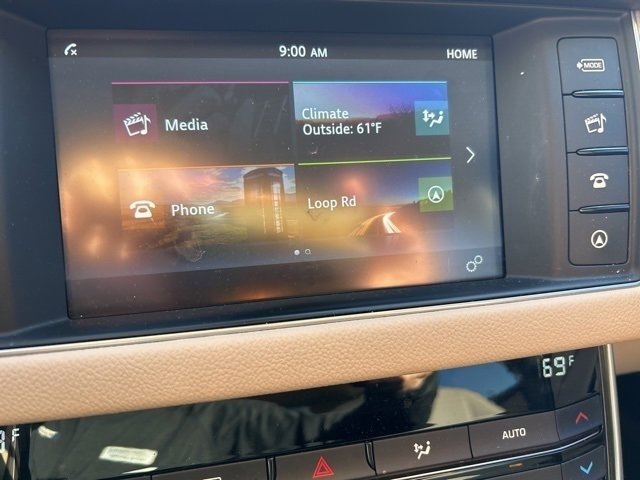 9:00 AM
HOME
MODE
Media
Climate
Outside: 61°F
Phone
Loop Rd
69 F
F
AUTO